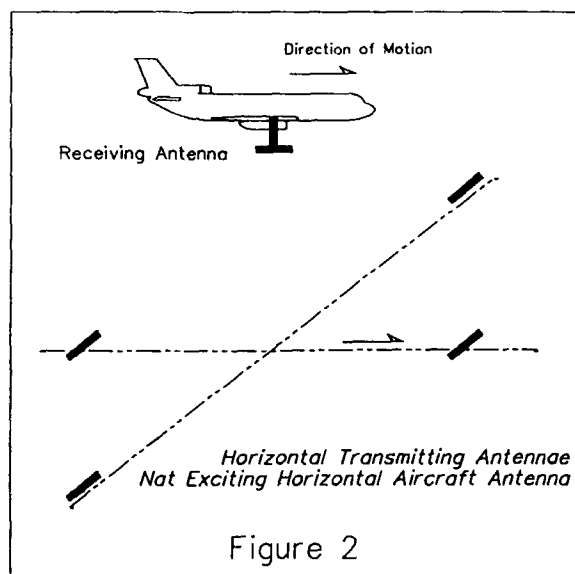 Direction of Motion
Receiving Antenna
Horizontal Transmitting Antennae
Nat Exciting Horizontal Aircraft Antenna
Figure 2